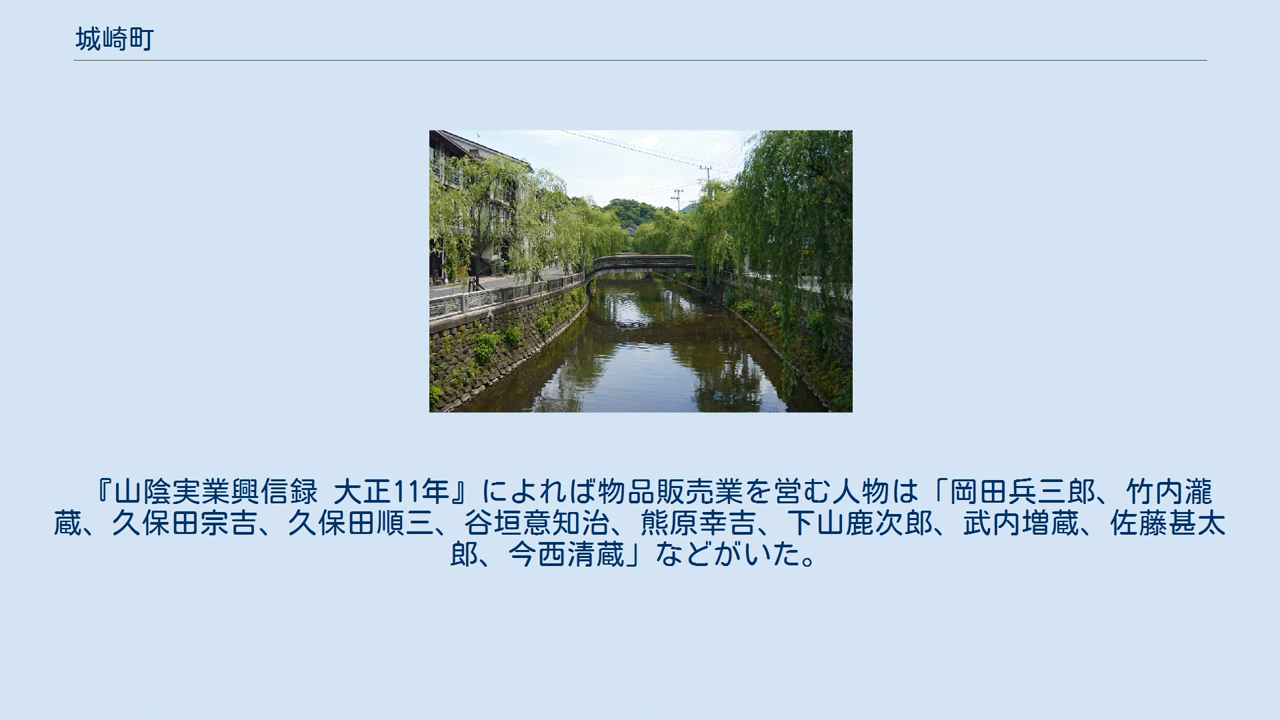 城崎町
『山陰実業興信録 大正11年』によれば物品販売業を営む人物は「岡田兵三郎、竹内瀧
蔵、久保田宗吉、久保田順三、谷垣意知治、熊原幸吉、下山鹿次郎、武内増蔵、佐藤甚太
郎、今西清蔵」などがいた。